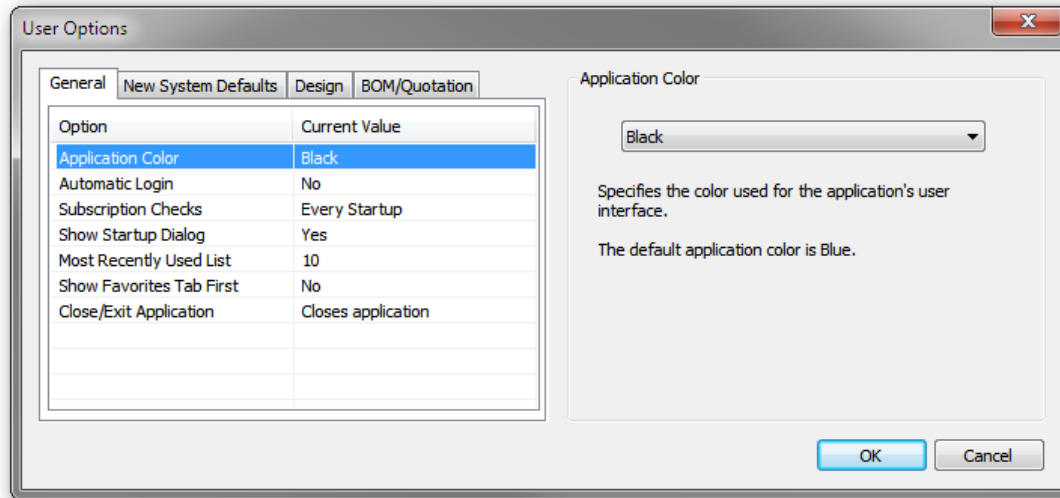 User Options
General New System Defaults Design BOM/Quotation
Option Current Value
Application Color Black
Automatic Login No
Subscription Checks Every Startup
Show Startup Dialog Yes
Most Recently Used List 10
Show Favorites Tab First No
Close/Exit Application Closes application
Application Color
Black
Specifies the color used for the application's user
interface.
The default application color is Blue.
OK Cancel